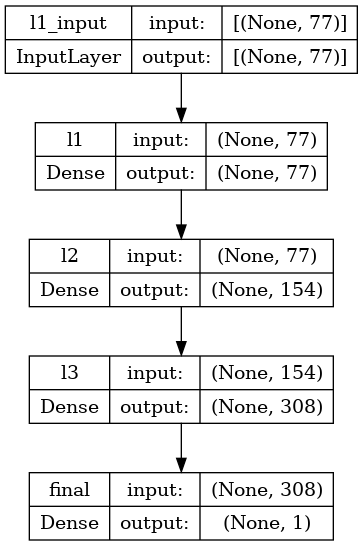 l1_input input: [(None, 77)]
InputLayer output: [(None, 77)]
l1 input: (None, 77)
Dense output: (None, 77)
l2 input: (None, 77)
Dense output: (None, 154)
l3 input: (None, 154)
Dense output: (None, 308)
final input: (None, 308)
Dense output: (None, 1)